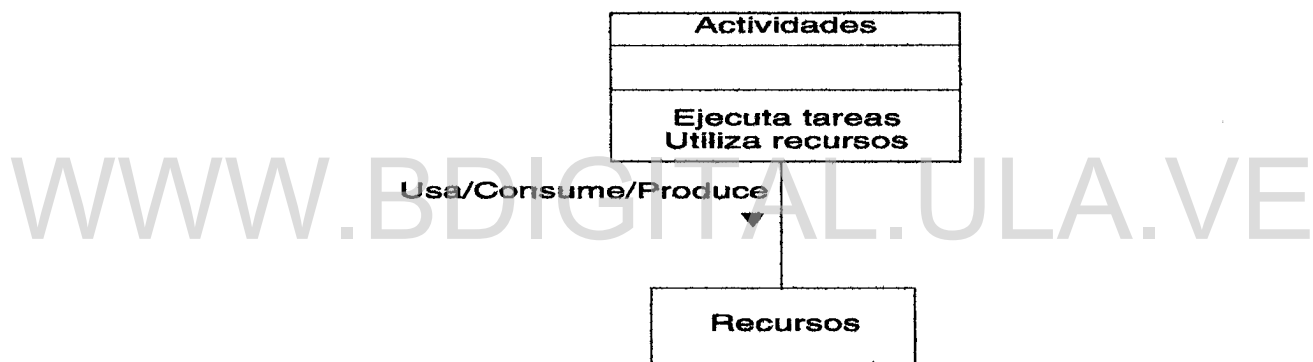 Actividades
Ejecuta tareas
Utiliza recursos
Usa/Consume/Produce
WWW.BDIGITAL.ULA.VE
Recursos